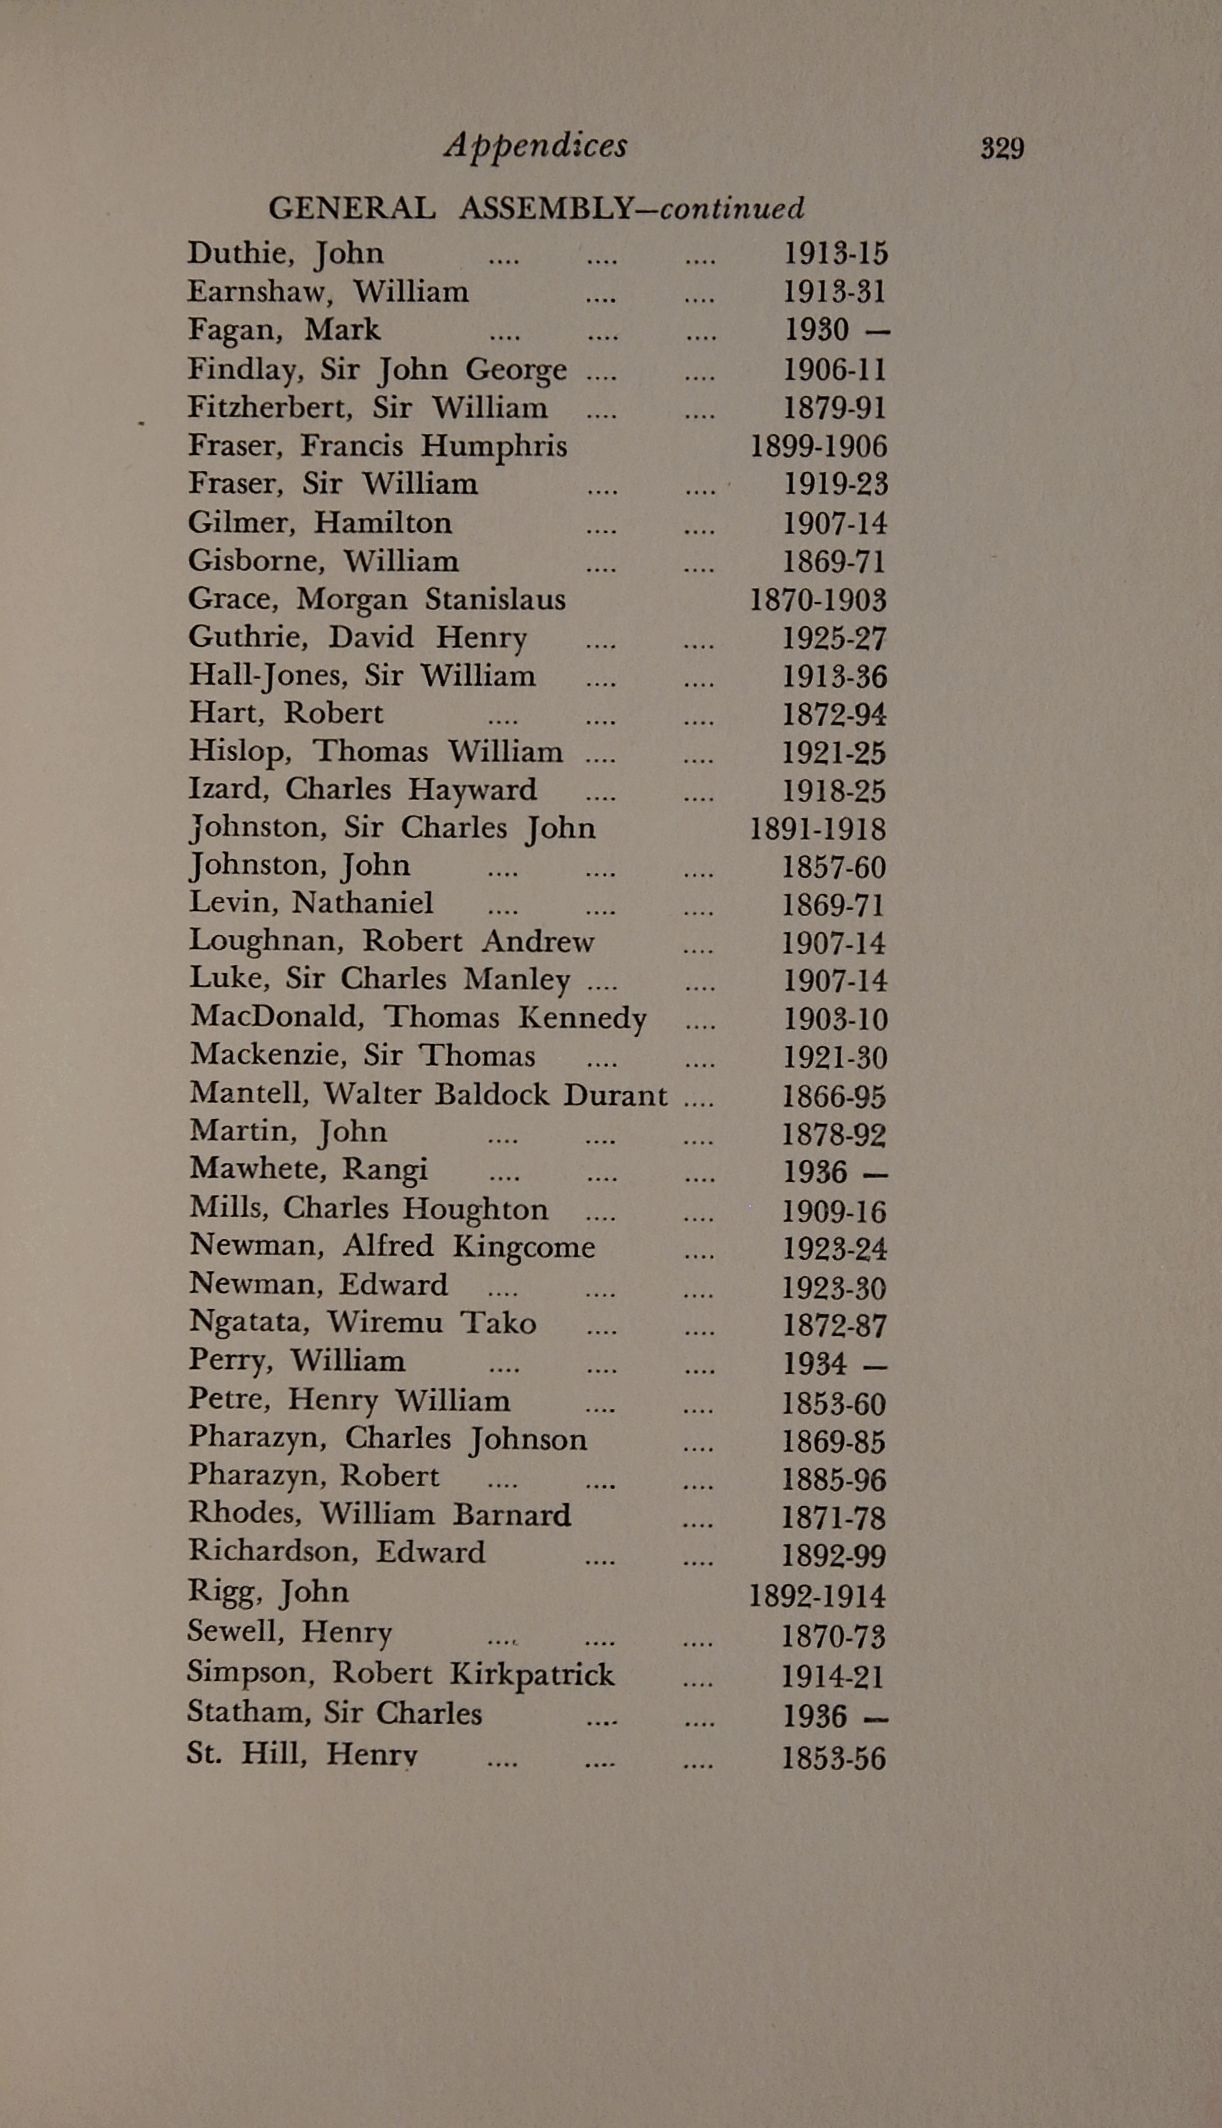 Appendices 329
GENERAL ASSEMBLY—continued
Duthie, John .... .... .... 1913-15
Earnshaw, William .... .... 1913-31
Fagan, Mark .... .... .... 1930 —
Findlay, Sir John George .... .... 1906-11
Fitzherbert, Sir William .... .... 1879-91
Fraser, Francis Humphris 1899-1906
Fraser, Sir William .... .... 1919-23
Gilmer, Hamilton .... .... 1907-14
Gisborne, William .... .... 1869-71
Grace, Morgan Stanislaus 1870-1903
Guthrie, David Henry .... .... 1925-27
Hall-Jones, Sir William .... .... 1913-36
Hart, Robert .... .... .... 1872-94
Hislop, Thomas William .... .... 1921-25
Izard, Charles Hayward .... .... 1918-25
Johnston, Sir Charles John 1891-1918
Johnston, John .... .... .... 1857-60
Levin, Nathaniel .... .... .... 1869-71
Loughnan, Robert Andrew .... 1907-14
Luke, Sir Charles Manley .... .... 1907-14
MacDonald, Thomas Kennedy .... 1903-10
Mackenzie, Sir Thomas .... .... 1921-30
Mantell, Walter Baldock Durant .... 1866-95
Martin, John .... .... .... 1878-92
Mawhete, Rangi .... .... .... 1936 —
Mills, Charles Houghton .... .... 1909-16
Newman, Alfred Kingcome .... 1923-24
Newman, Edward .... .... .... 1923-30
Ngatata, Wiremu Tako .... .... 1872-87
Perry, William .... .... .... 1934 —
Petre, Henry William .... .... 1853-60
Pharazyn, Charles Johnson .... 1869-85
Pharazyn, Robert .... .... .... 1885-96
Rhodes, William Barnard .... 1871-78
Richardson, Edward .... .... 1892-99
Rigg, John 1892-1914
Sewell, Henry .... .... .... 1870-73
Simpson, Robert Kirkpatrick .... 1914-21
Statham, Sir Charles .... .... 1936 —
St. Hill, Henry .... .... .... 1853-56